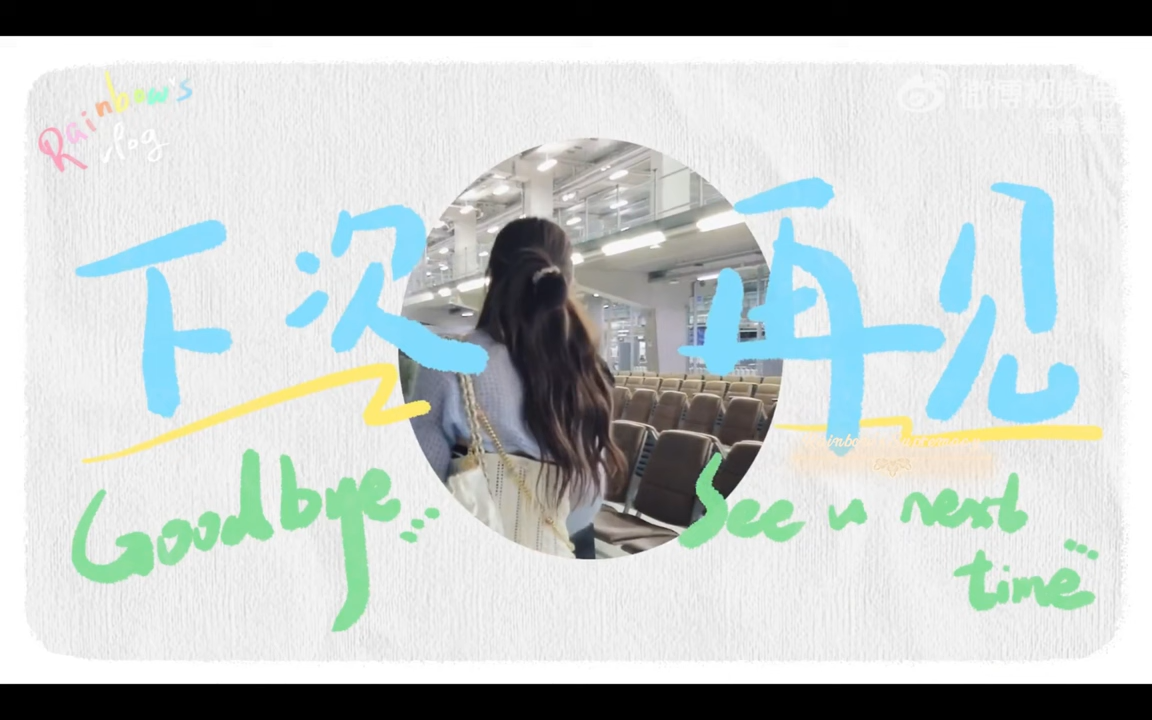 Rainbow's
vlog
下次再见
Goodbye...
See u next
time...